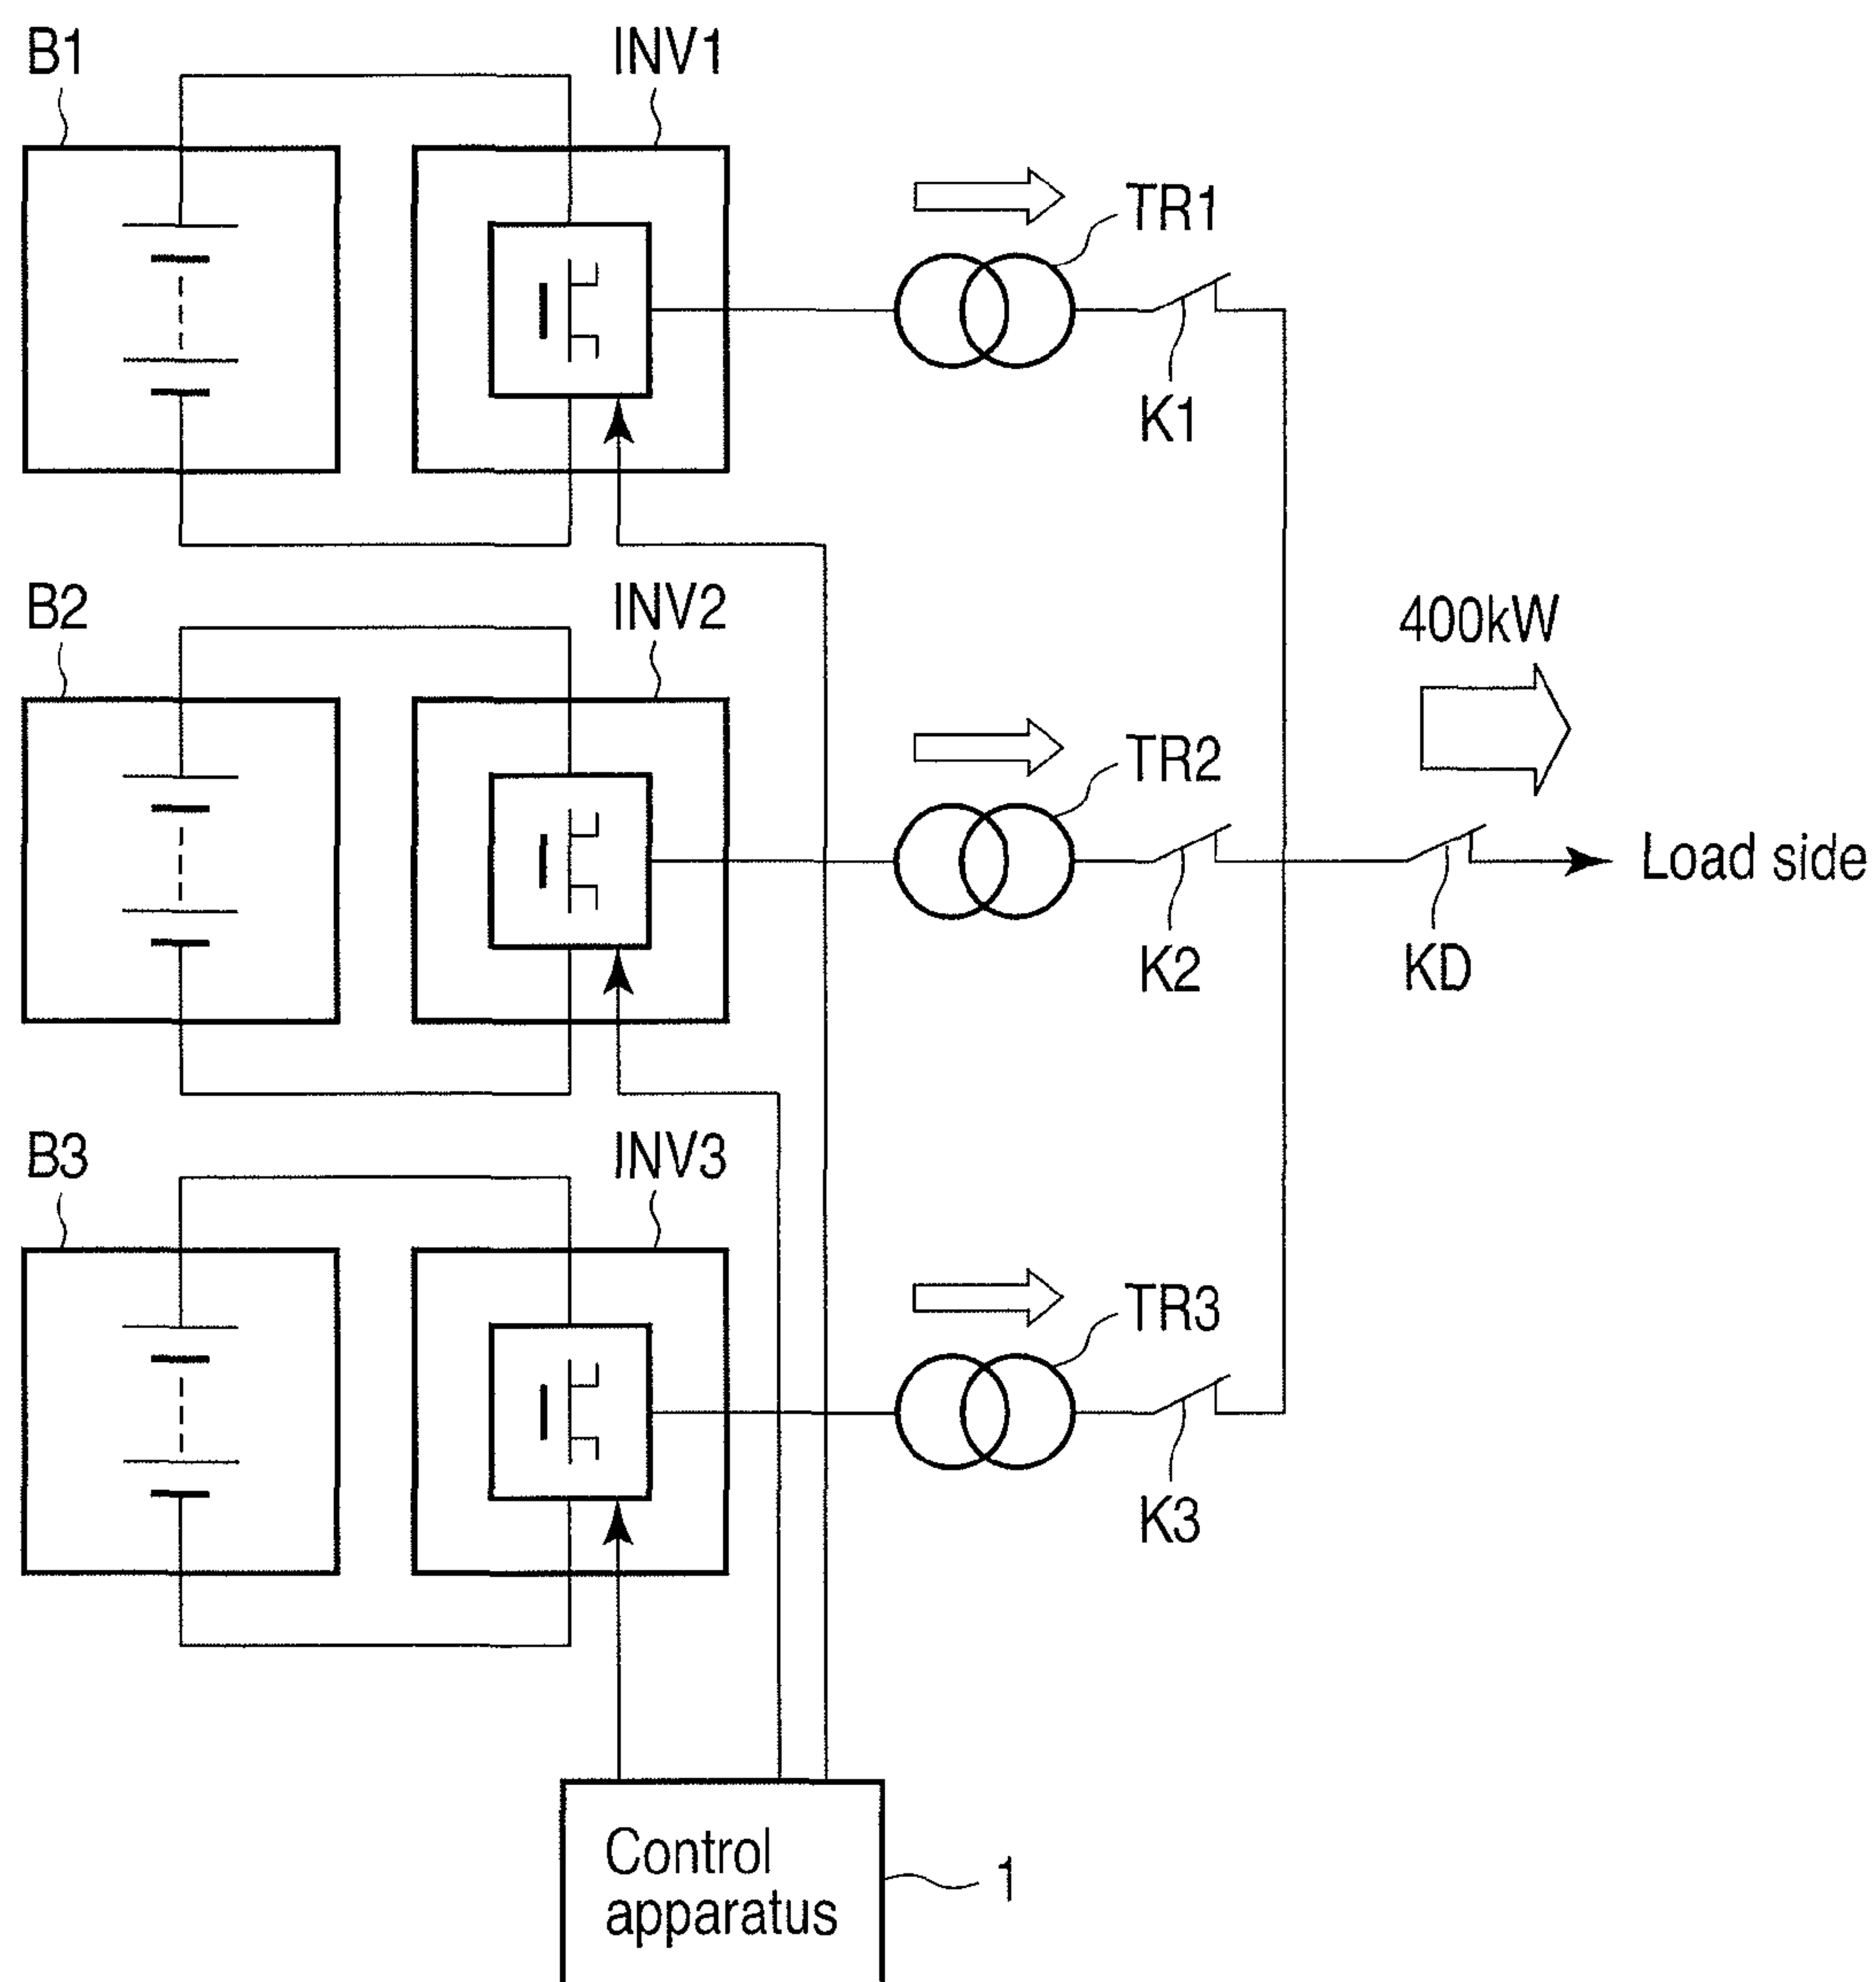 B1
INV1
TR1
K1
B2
INV2
400kW
TR2
Load side
K2
KD
B3
INV3
TR3
K3
Control
apparatus
1